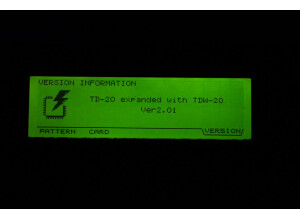 VERSION INFORMATION
TD-20 expanded with TDW-20
Ver2.01
PATTERN CARD VERSION